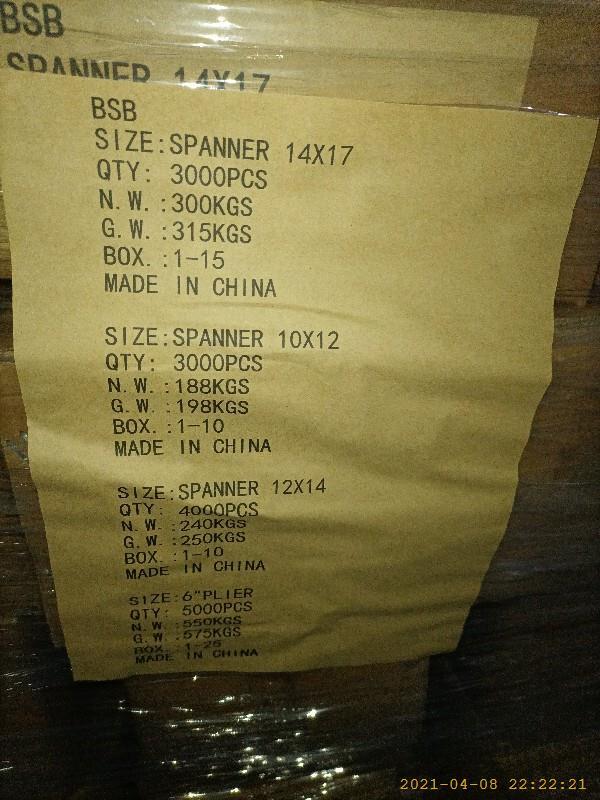 BSB
SPANNER 14X17
BSB
SIZE:SPANNER 14X17
QTY: 3000PCS
N.W.:300KGS
G.W.:315KGS
BOX.:1-15
MADE IN CHINA
SIZE:SPANNER 10X12
QTY: 3000PCS
N.W.:188KGS
G.W.:198KGS
BOX.:1-10
MADE IN CHINA
SIZE:SPANNER 12X14
QTY: 4000PCS
N.W.:240KGS
G.W.:250KGS
BOX.:1-10
MADE IN CHINA
SIZE:6"PLIER
QTY: 5000PCS
N.W.:550KGS
G.W.:575KGS
BOX.:1-25
MADE IN CHINA
2021-04-08 22:22:21